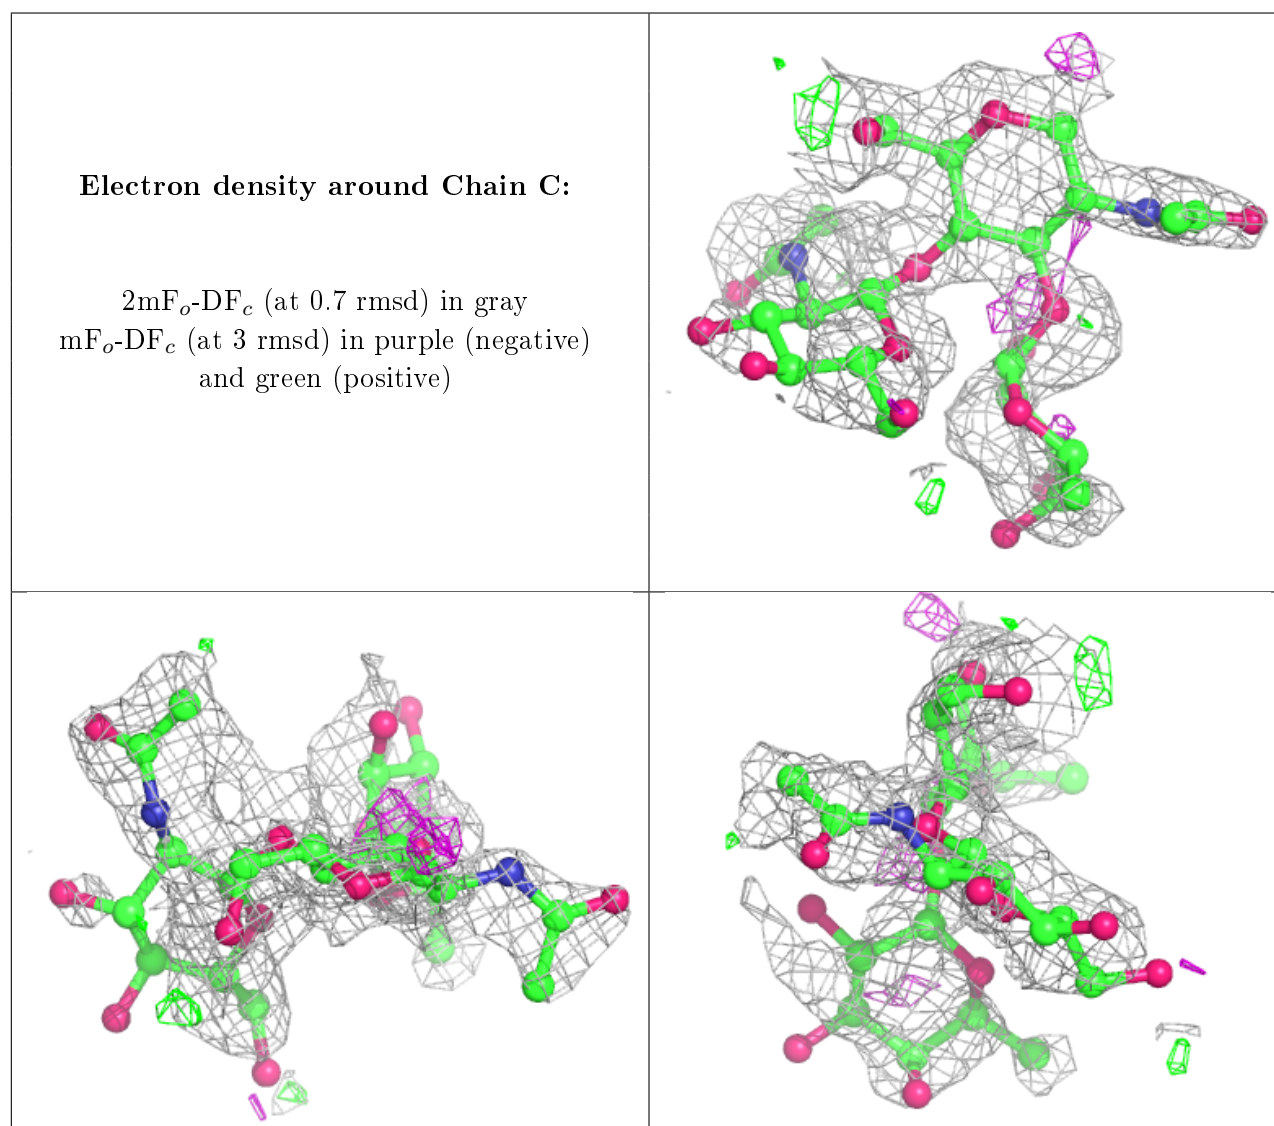 Electron density around Chain C:
2mFₒ-DF𝒸 (at 0.7 rmsd) in gray
mFₒ-DF𝒸 (at 3 rmsd) in purple (negative)
and green (positive)